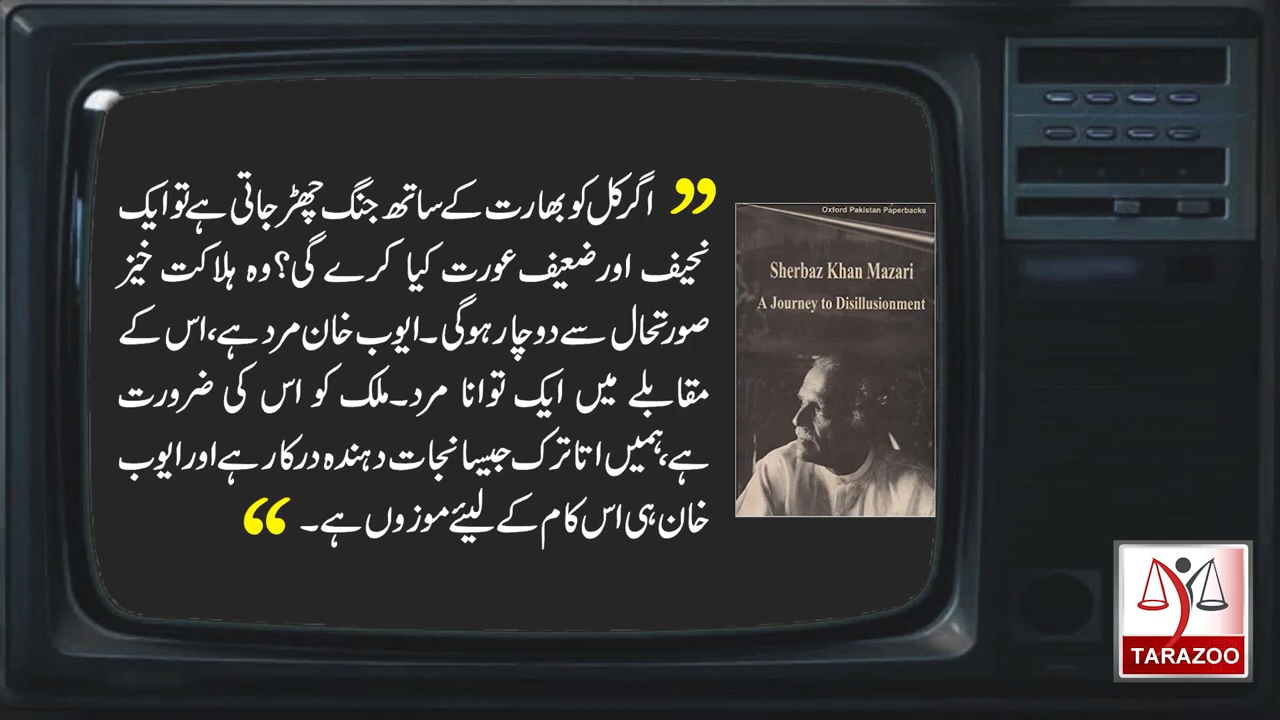 ” اگر کل کو بھارت کے ساتھ جنگ چھڑ جاتی ہے تو ایک
نحیف اور ضعیف عورت کیا کرے گی؟ وہ ہلاکت خیز
صورتحال سے دوچار ہوگی۔ ایوب خان مرد ہے، اس کے
مقابلے میں ایک توانا مرد۔ ملک کو اس کی ضرورت
ہے، ہمیں اتاترک جیسا نجات دہندہ درکار ہے اور ایوب
خان ہی اس کام کے لیئے موزوں ہے۔ “
Oxford Pakistan Paperbacks
Sherbaz Khan Mazari
A Journey to Disillusionment
TARAZOO